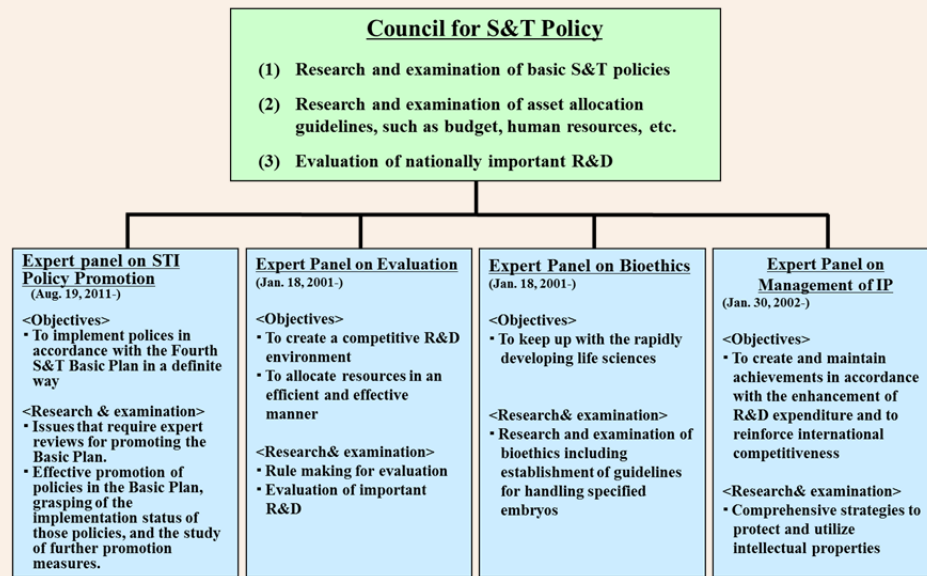 Council for S&T Policy
(1) Research and examination of basic S&T policies
(2) Research and examination of asset allocation
guidelines, such as budget, human resources, etc.
(3) Evaluation of nationally important R&D
Expert panel on STI
Policy Promotion
(Aug. 19, 2011-)
<Objectives>
・To implement polices in
accordance with the Fourth
S&T Basic Plan in a definite
way
<Research & examination>
・Issues that require expert
reviews for promoting the
Basic Plan.
・Effective promotion of
policies in the Basic Plan,
grasping of the
implementation status of
those policies, and the study
of further promotion
measures.
Expert Panel on Evaluation
(Jan. 18, 2001-)
<Objectives>
・To create a competitive R&D
environment
・To allocate resources in an
efficient and effective
manner
<Research& examination>
・Rule making for evaluation
・Evaluation of important
R&D
Expert Panel on Bioethics
(Jan. 18, 2001-)
<Objectives>
・To keep up with the rapidly
developing life sciences
<Research& examination>
・Research and examination of
bioethics including
establishment of guidelines
for handling specified
embryos
Expert Panel on
Management of IP
(Jan. 30, 2002-)
<Objectives>
・To create and maintain
achievements in accordance
with the enhancement of
R&D expenditure and to
reinforce international
competitiveness
<Research& examination>
・Comprehensive strategies to
protect and utilize
intellectual properties